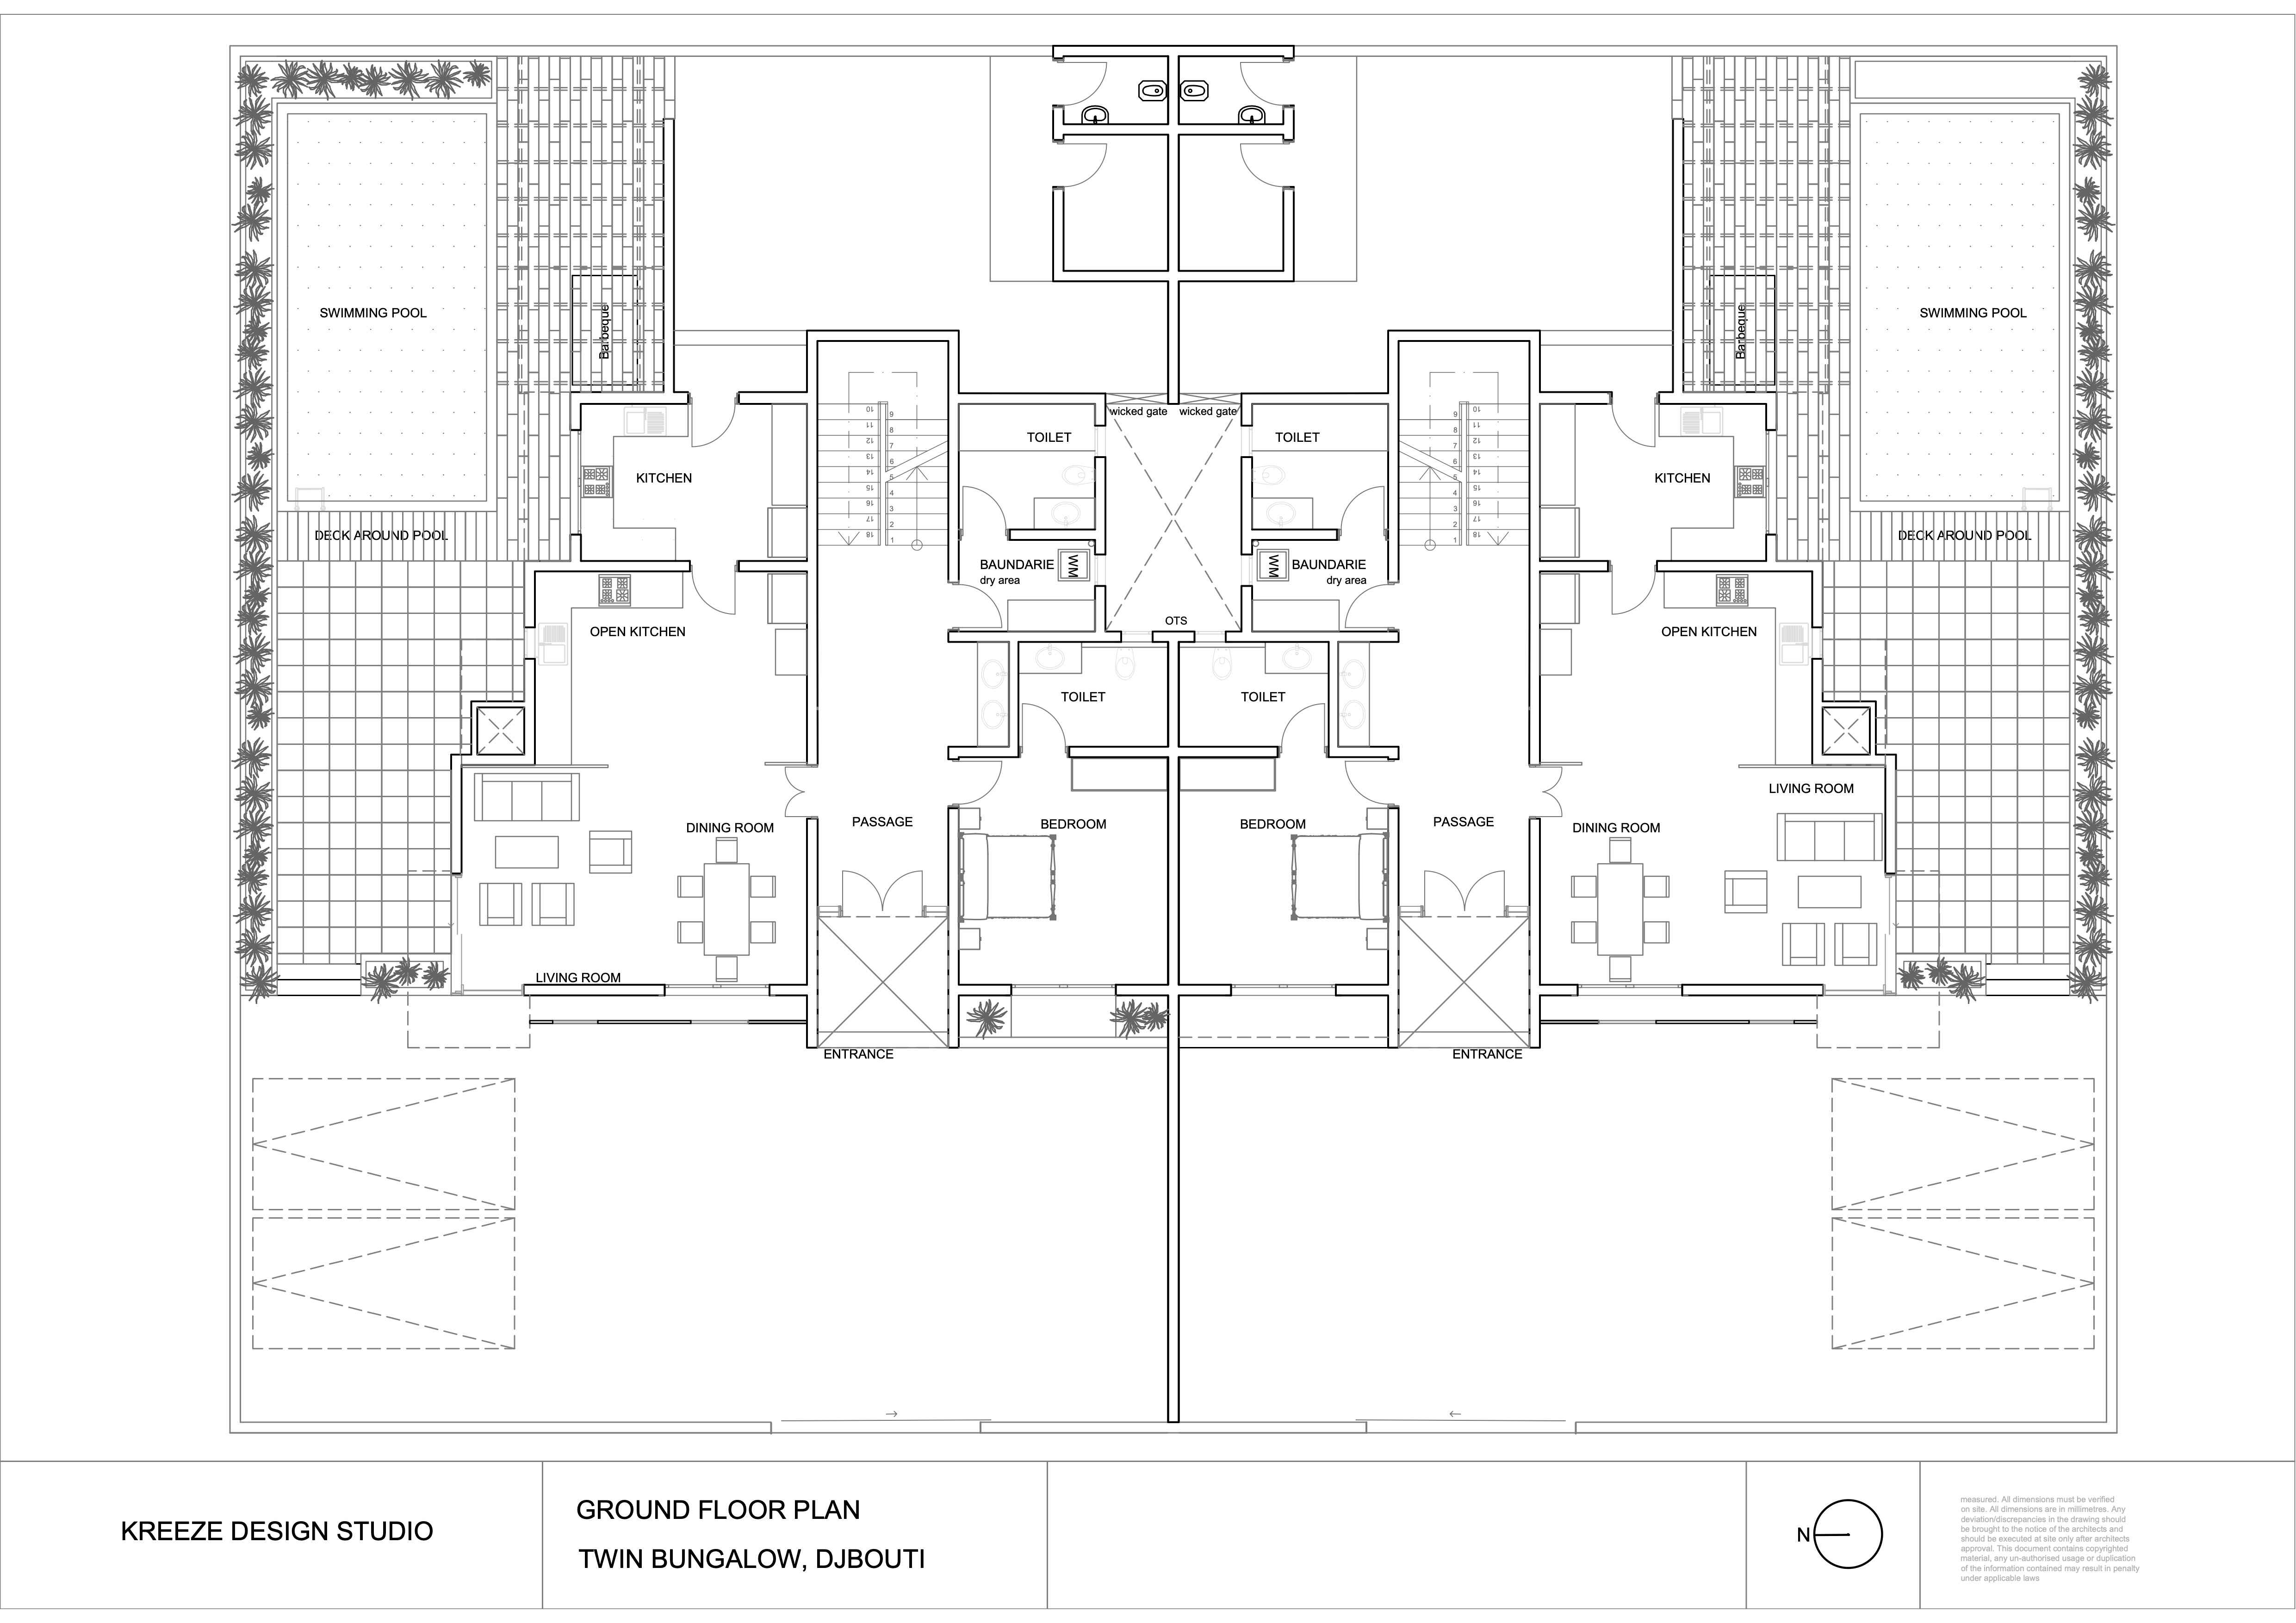 SWIMMING POOL
Barbeque
Barbeque
SWIMMING POOL
wicked gate
wicked gate
TOILET
TOILET
KITCHEN
KITCHEN
10
11
12
13
14
15
16
17
18
9
8
7
6
5
4
3
2
1
9
8
7
6
5
4
3
2
1
10
11
12
13
14
15
16
17
18
DECK AROUND POOL
DECK AROUND POOL
BAUNDARIE
dry area
WM
WM
BAUNDARIE
dry area
OTS
OPEN KITCHEN
OPEN KITCHEN
TOILET
TOILET
LIVING ROOM
DINING ROOM
PASSAGE
BEDROOM
BEDROOM
PASSAGE
DINING ROOM
LIVING ROOM
ENTRANCE
ENTRANCE
KREEZE DESIGN STUDIO
GROUND FLOOR PLAN
TWIN BUNGALOW, DJBOUTI
N
measured. All dimensions must be verified
on site. All dimensions are in millimetres. Any
deviation/discrepancies in the drawing should
be brought to the notice of the architects and
should be executed at site only after architects
approval. This document contains copyrighted
material, any un-authorised usage or duplication
of the information contained may result in penalty
under applicable laws